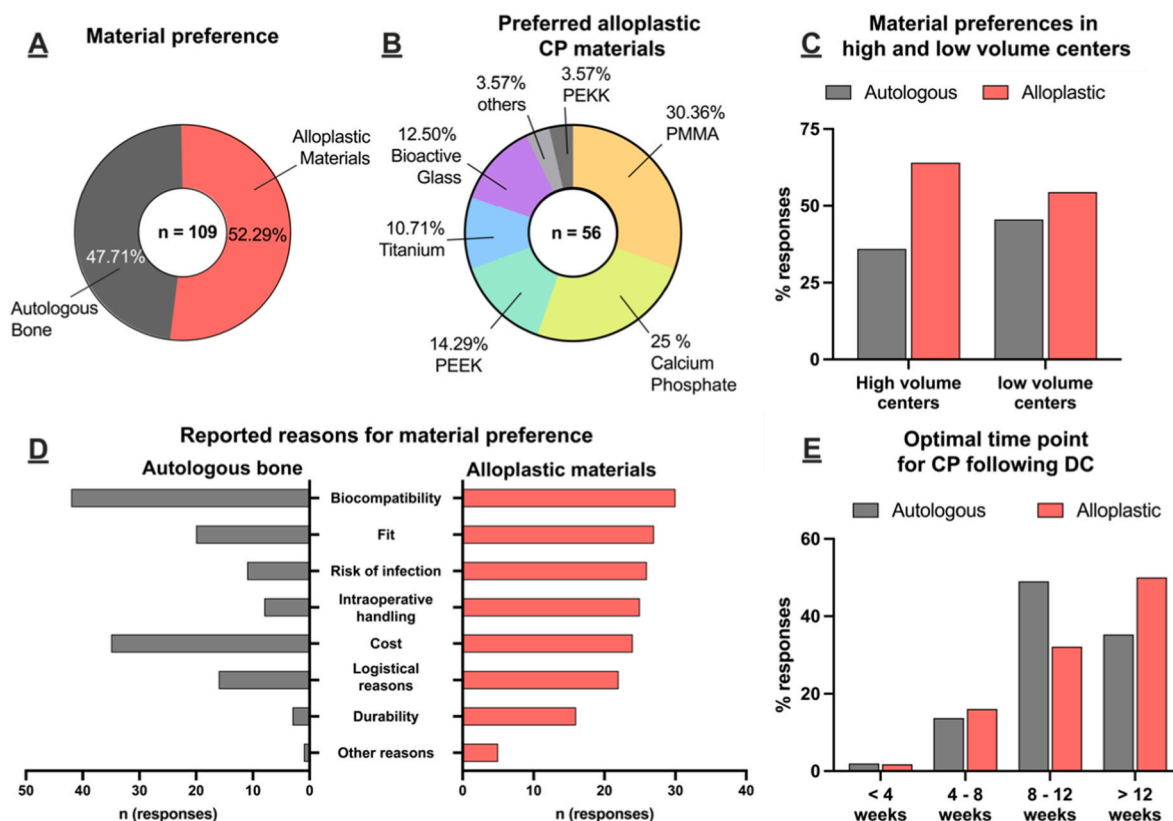 A
Material preference
Alloplastic
Materials
n = 109
52.29%
47.71%
Autologous
Bone
B
Preferred alloplastic
CP materials
3.57%
others
3.57%
PEKK
30.36%
PMMA
12.50%
Bioactive
Glass
10.71%
Titanium
n = 56
14.29%
PEEK
25 %
Calcium
Phosphate
C
Material preferences in
high and low volume centers
Autologous
Alloplastic
% responses
75
50
25
0
High volume
centers
low volume
centers
D
Reported reasons for material preference
Autologous bone
Alloplastic materials
Biocompatibility
Fit
Risk of infection
Intraoperative
handling
Cost
Logistical
reasons
Durability
Other reasons
50 40 30 20 10 0
n (responses)
0 10 20 30 40
n (responses)
E
Optimal time point
for CP following DC
Autologous
Alloplastic
% responses
60
40
20
0
< 4
weeks
4 - 8
weeks
8 - 12
weeks
> 12
weeks